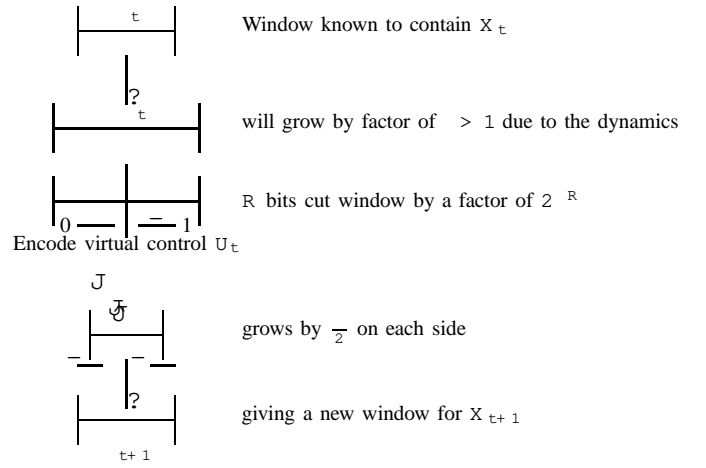 t
Window known to contain X t
?
t
will grow by factor of > 1 due to the dynamics
R bits cut window by a factor of 2 R
0 1
Encode virtual control U t
J
J
J
grows by 2 on each side
?
giving a new window for X t+ 1
t+ 1